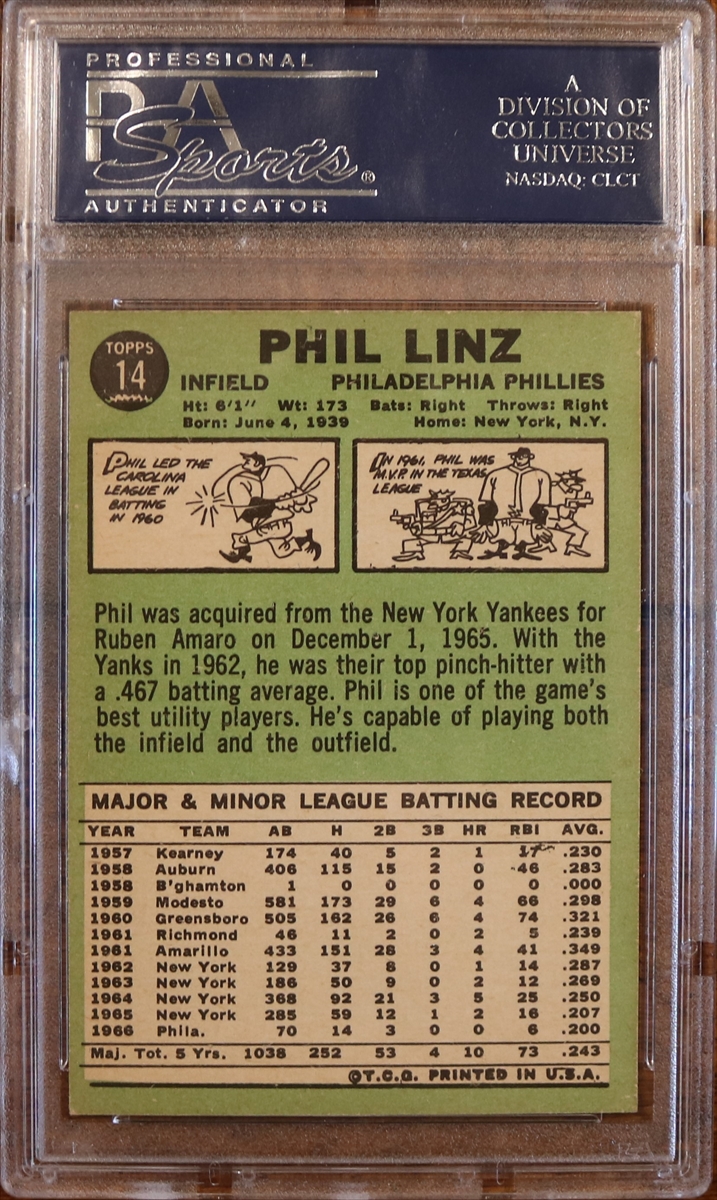 PROFESSIONAL
PSA
Sports®
AUTHENTICATOR
A
DIVISION OF
COLLECTORS
UNIVERSE
NASDAQ: CLCT
TOPPS
14
PHIL LINZ
INFIELD PHILADELPHIA PHILLIES
Ht: 6'1" Wt: 173 Bats: Right Throws: Right
Born: June 4, 1939 Home: New York, N.Y.
PHIL LED THE
CAROLINA
LEAGUE IN
BATTING
IN 1960
IN 1961, PHIL WAS
M.V.P. IN THE TEXAS
LEAGUE
Phil was acquired from the New York Yankees for
Ruben Amaro on December 1, 1965. With the
Yanks in 1962, he was their top pinch-hitter with
a .467 batting average. Phil is one of the game's
best utility players. He's capable of playing both
the infield and the outfield.
MAJOR & MINOR LEAGUE BATTING RECORD
YEAR TEAM AB H 2B 3B HR RBI AVG.
1957 Kearney 174 40 5 2 1 17 .230
1958 Auburn 406 115 15 2 0 46 .283
1958 B'ghamton 1 0 0 0 0 0 .000
1959 Modesto 581 173 29 6 4 66 .298
1960 Greensboro 505 162 26 6 4 74 .321
1961 Richmond 46 11 2 0 2 5 .239
1961 Amarillo 433 151 28 3 4 41 .349
1962 New York 129 37 8 0 1 14 .287
1963 New York 186 50 9 0 2 12 .269
1964 New York 368 92 21 3 5 25 .250
1965 New York 285 59 12 1 2 16 .207
1966 Phila. 70 14 3 0 0 6 .200
Maj. Tot. 5 Yrs. 1038 252 53 4 10 73 .243
©T.C.G. PRINTED IN U.S.A.